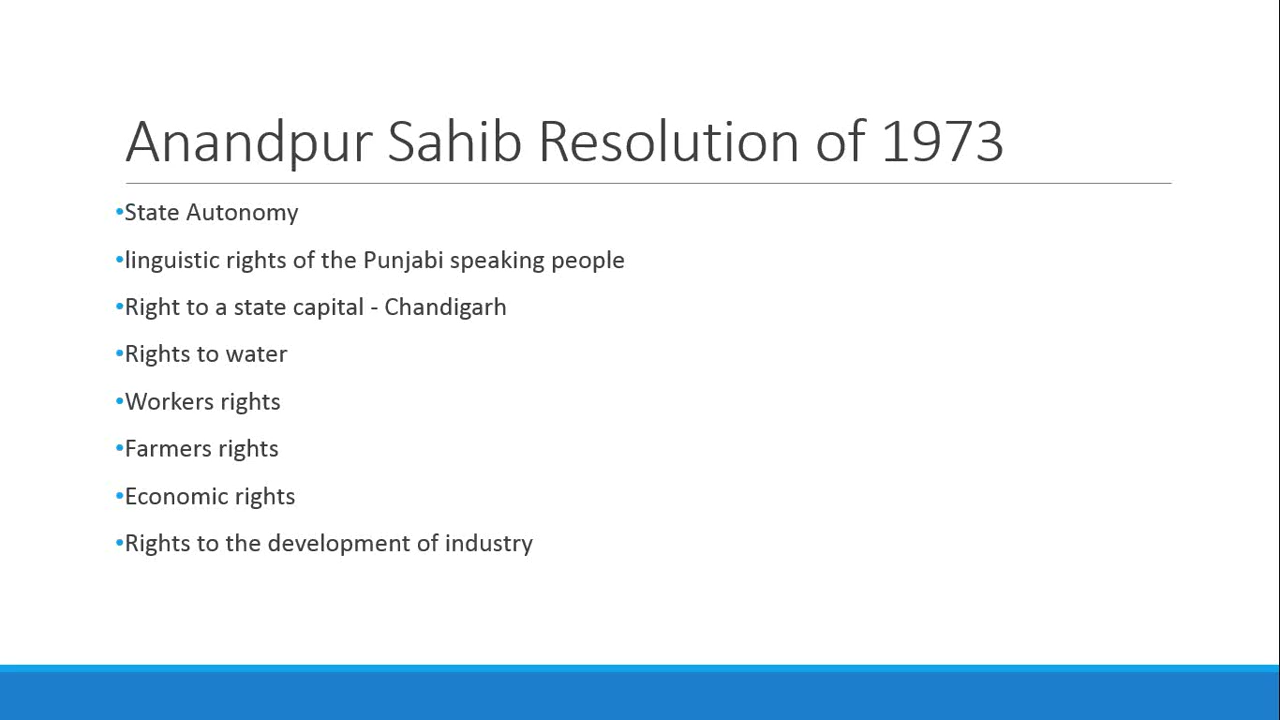 Anandpur Sahib Resolution of 1973
•State Autonomy
•linguistic rights of the Punjabi speaking people
•Right to a state capital - Chandigarh
•Rights to water
•Workers rights
•Farmers rights
•Economic rights
•Rights to the development of industry